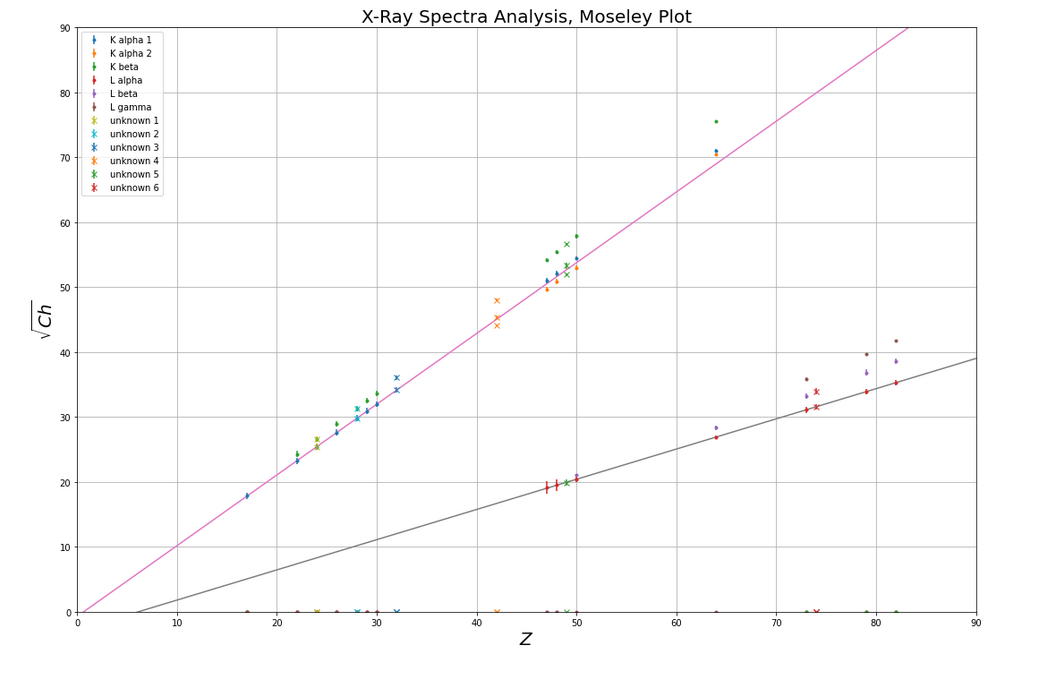 X-Ray Spectra Analysis, Moseley Plot
90
80
70
60
50
40
30
20
10
0
K alpha 1
K alpha 2
K beta
L alpha
L beta
L gamma
unknown 1
unknown 2
unknown 3
unknown 4
unknown 5
unknown 6
√Ch
0 10 20 30 40 50 60 70 80 90
Z